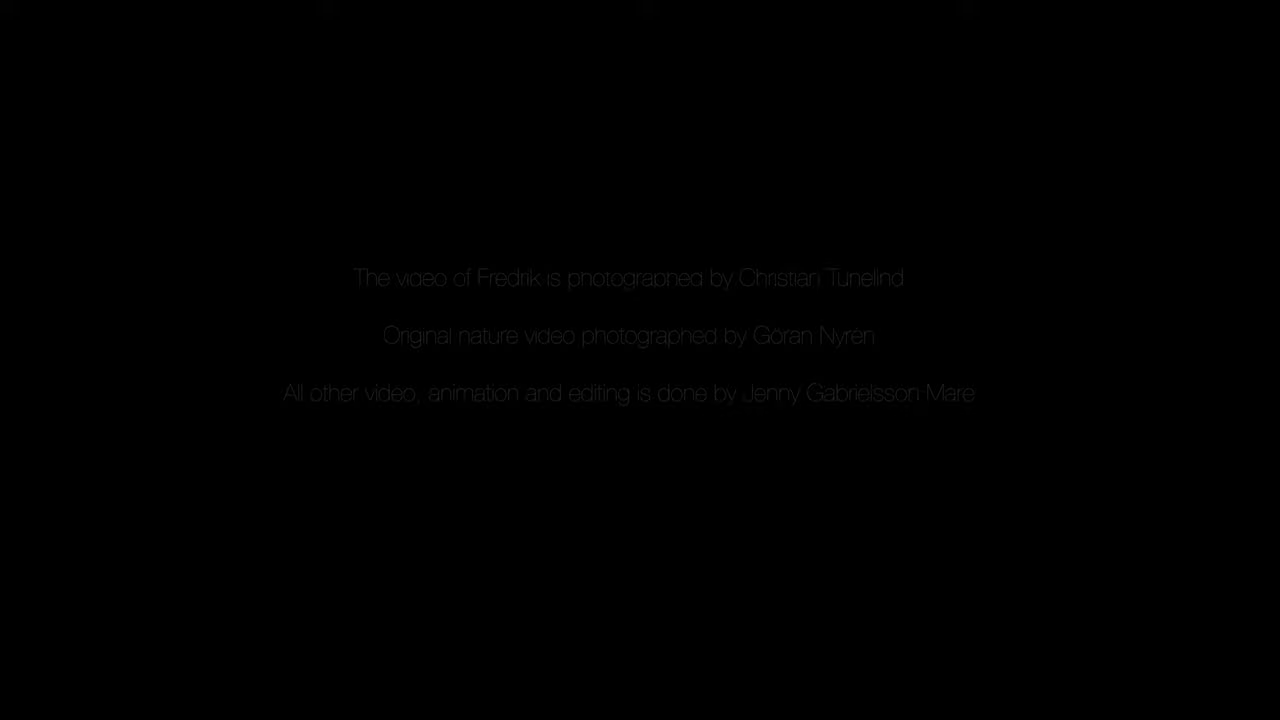 The video of Fredrik is photographed by Christian Tunelind
Original nature video photographed by Göran Nyrén
All other video, animation and editing is done by Jenny Gabrielsson Mare